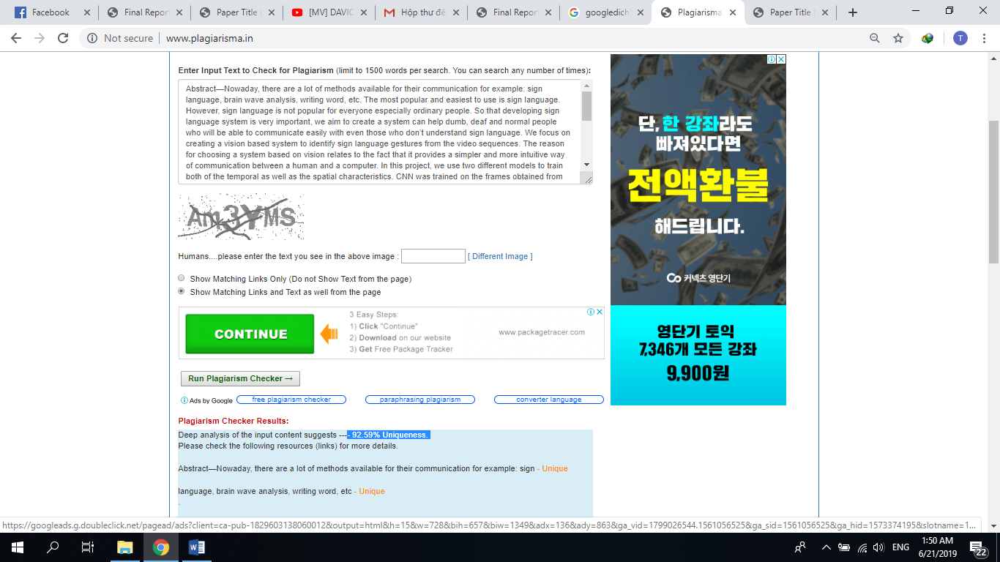 Facebook
Final Report
Paper Title (
[MV] DAVIC
Hộp thư đế
Final Report
googledich
Plagiarisma.
Paper Title (
Not secure
www.plagiarisma.in
T
Enter Input Text to Check for Plagiarism (limit to 1500 words per search. You can search any number of times):
Abstract—Nowaday, there are a lot of methods available for their communication for example: sign
language, brain wave analysis, writing word, etc. The most popular and easiest to use is sign language.
However, sign language is not popular for everyone especially ordinary people. So that developing sign
language system is very important, we aim to create a system can help dumb, deaf and normal people
who will be able to communicate easily with even those who don't understand sign language. We focus on
creating a vision based system to identify sign language gestures from the video sequences. The reason
for choosing a system based on vision relates to the fact that it provides a simpler and more intuitive way
of communication between a human and a computer. In this project, we use two different models to train
both of the temporal as well as the spatial characteristics. CNN was trained on the frames obtained from
Am3YMS
Humans....please enter the text you see in the above image :
[ Different Image ]
Show Matching Links Only (Do not Show Text from the page)
Show Matching Links and Text as well from the page
CONTINUE
3 Easy Steps:
1) Click "Continue"
2) Download on our website
3) Get Free Package Tracker
www.packagetracer.com
Run Plagiarism Checker →
Ads by Google
free plagiarism checker
paraphrasing plagiarism
converter language
Plagiarism Checker Results:
Deep analysis of the input content suggests ---- 92.59% Uniqueness.
Please check the following resources (links) for more details.
Abstract—Nowaday, there are a lot of methods available for their communication for example: sign - Unique
language, brain wave analysis, writing word, etc - Unique
.
단, 한 강좌라도
빠져있다면
전액환불
해드립니다.
커넥츠 영단기
영단기 토익
7,346개 모든 강좌
9,900원
https://googleads.g.doubleclick.net/pagead/ads?client=ca-pub-1829603138060012&output=html&h=15&w=728&bih=657&biw=1349&adx=136&ady=863&ga_vid=1799026544.1561056525&ga_sid=1561056525&ga_hid=1573374195&slotname=1...
ENG
1:50 AM
6/21/2019
22